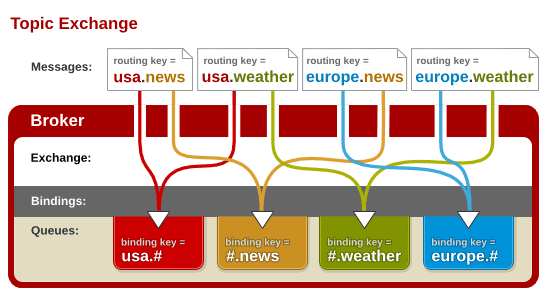 Topic Exchange
Messages:
routing key =
usa.news
routing key =
usa.weather
routing key =
europe.news
routing key =
europe.weather
Broker
Exchange:
Bindings:
Queues:
binding key =
usa.#
binding key =
#.news
binding key =
#.weather
binding key =
europe.#